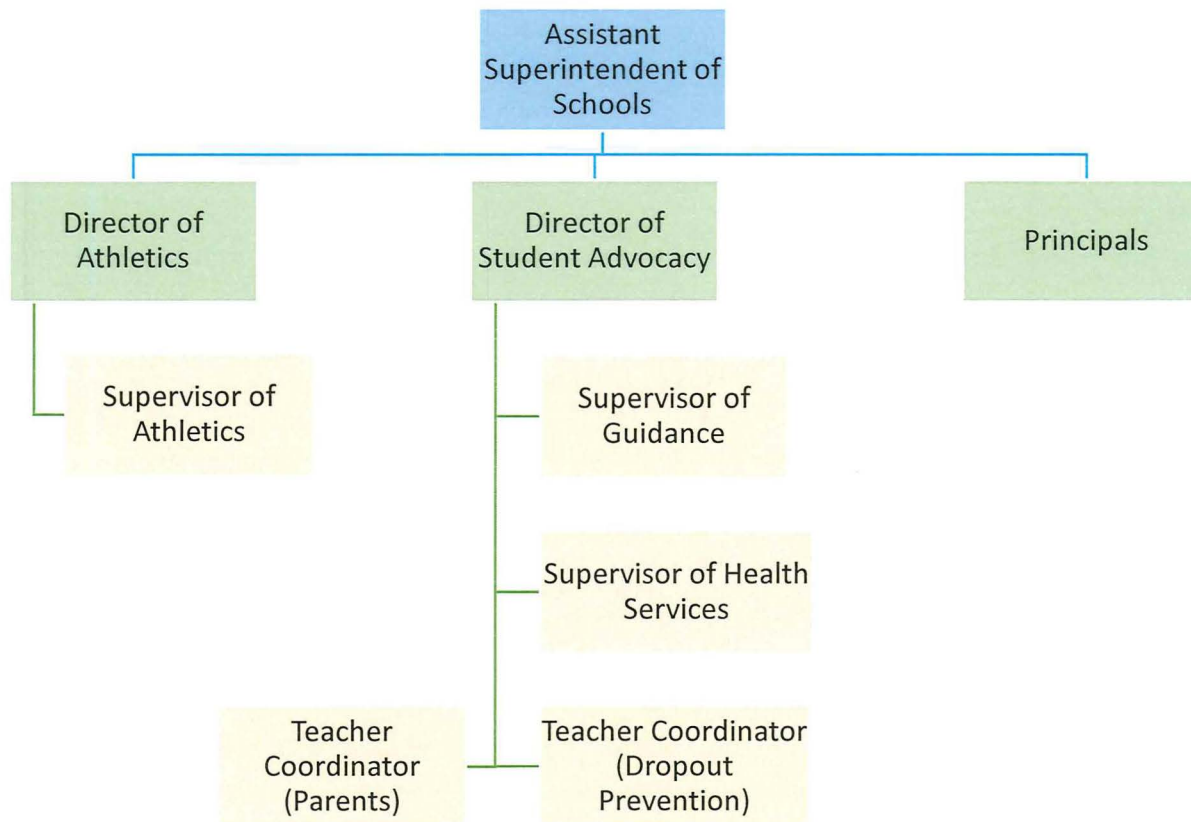 Assistant
Superintendent of
Schools
Director of
Athletics
Director of
Student Advocacy
Principals
Supervisor of
Athletics
Supervisor of
Guidance
Supervisor of Health
Services
Teacher
Coordinator
(Parents)
Teacher Coordinator
(Dropout
Prevention)